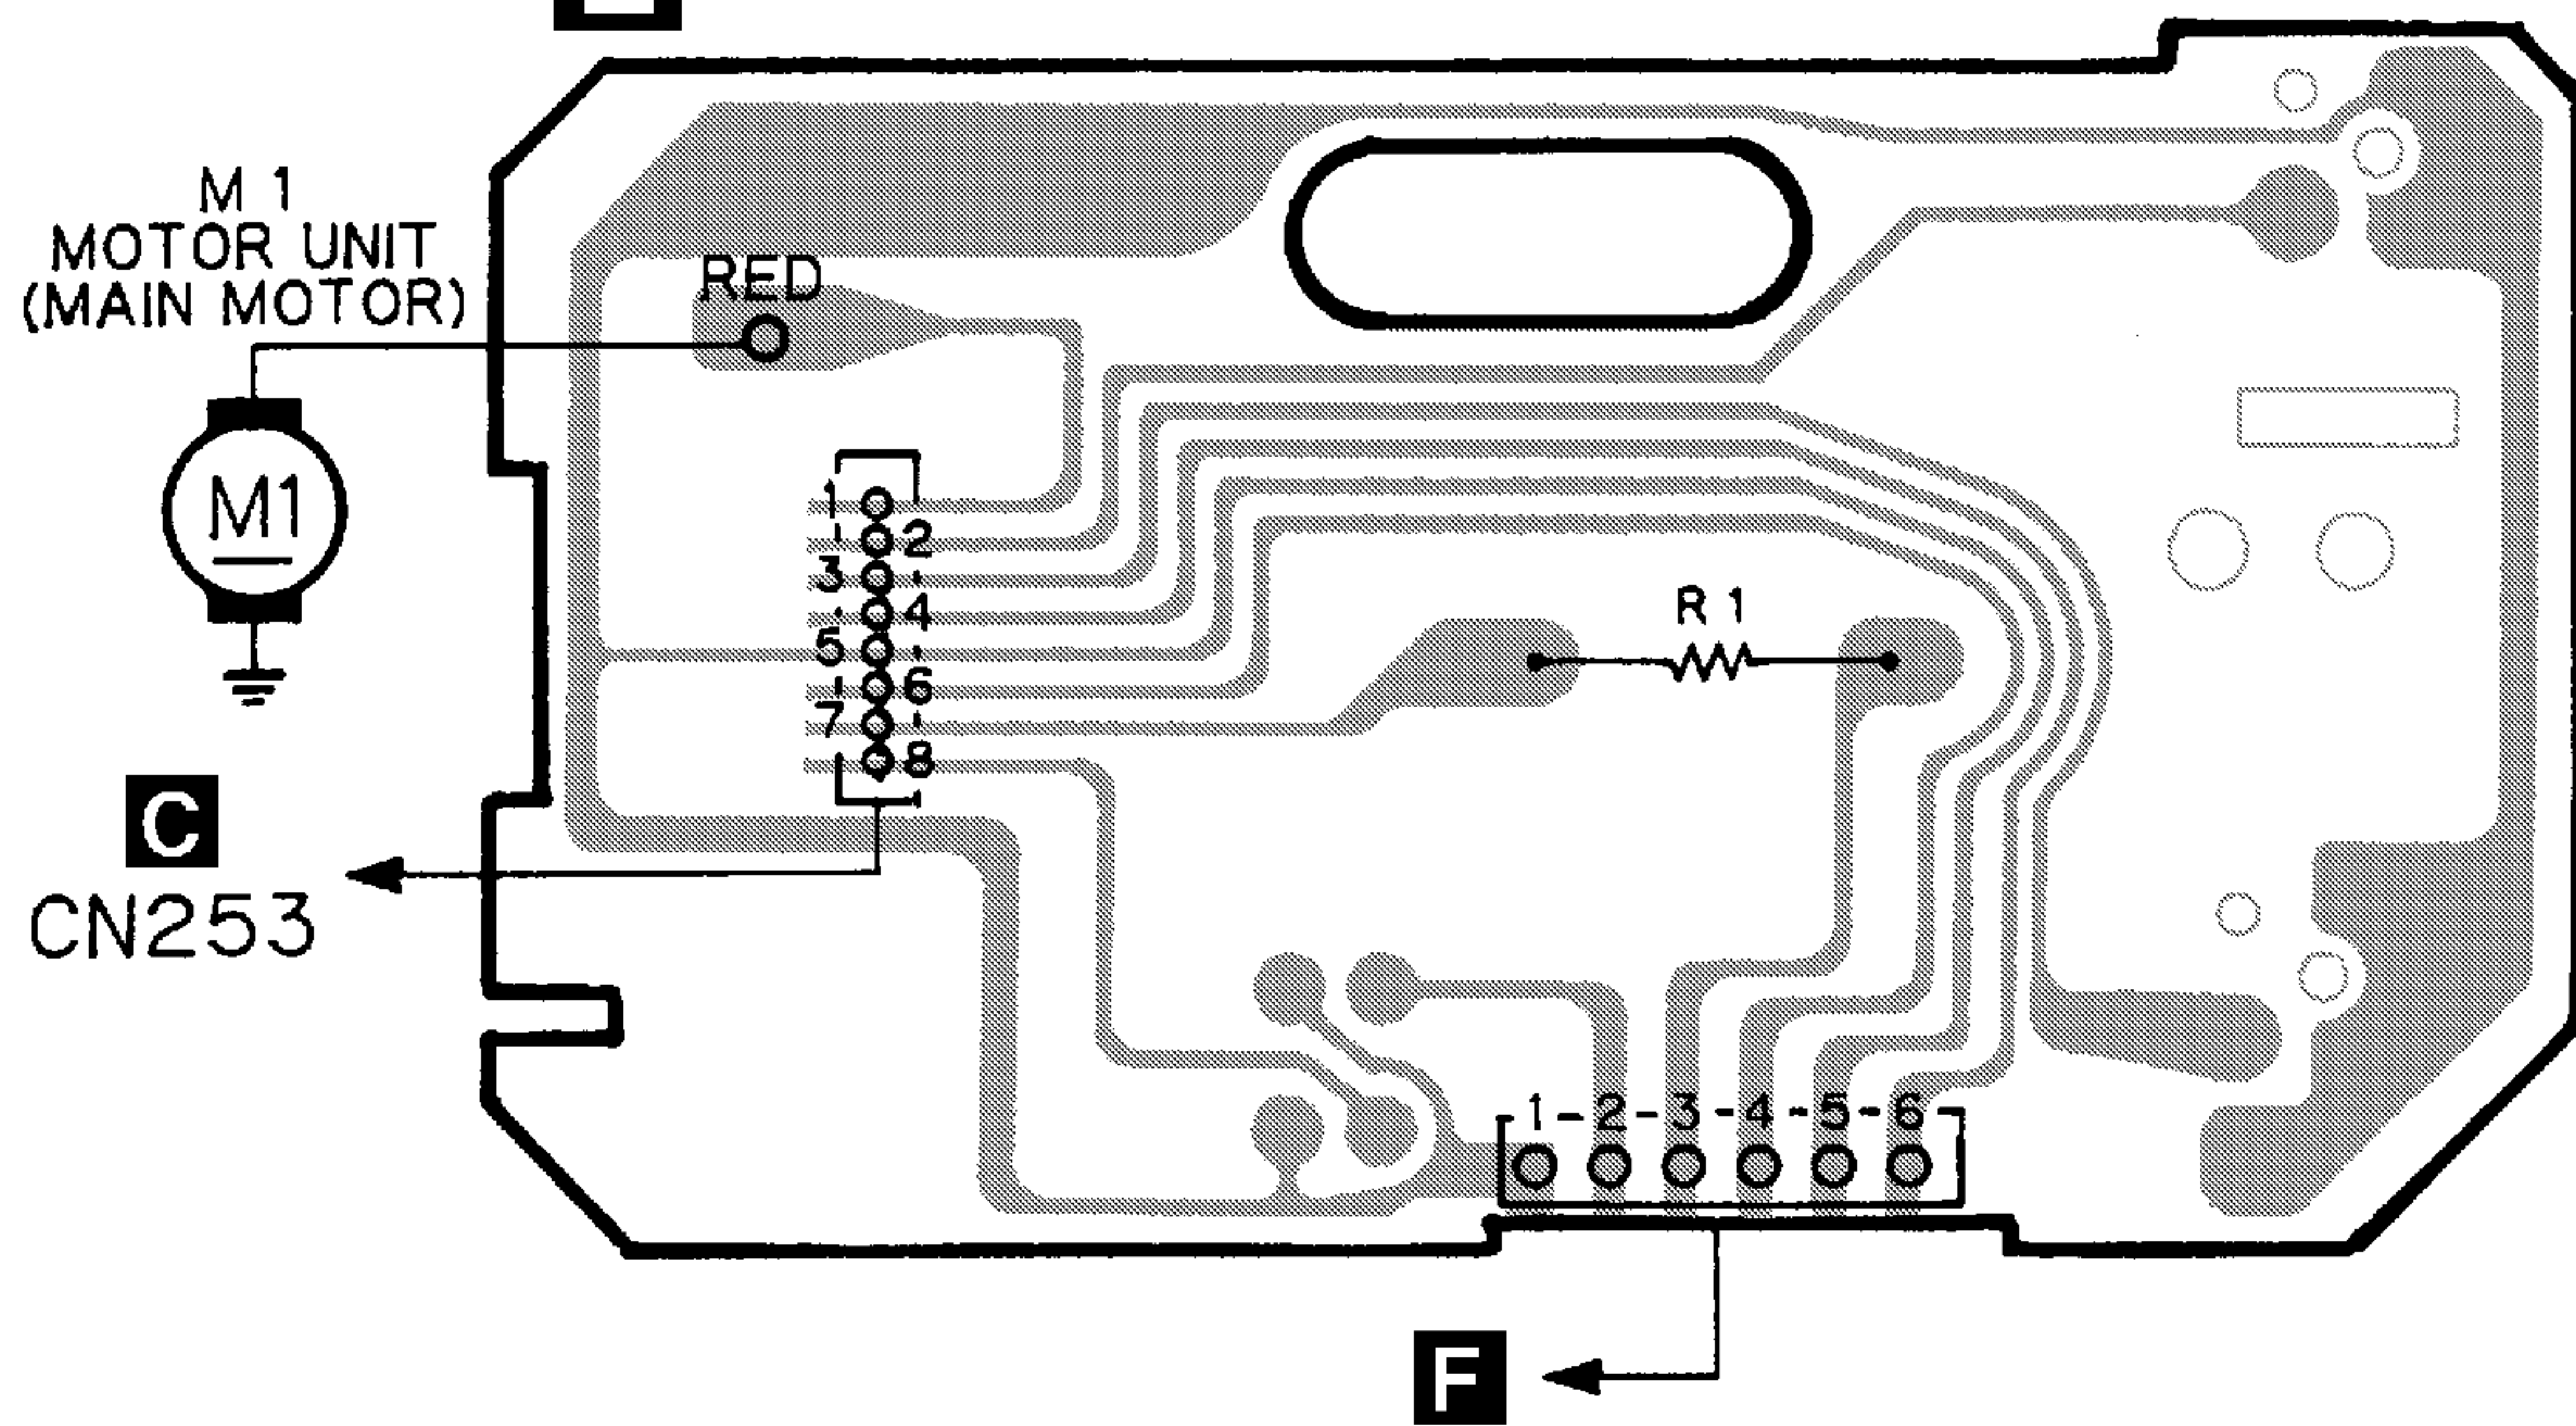 M 1
MOTOR UNIT
(MAIN MOTOR)
RED
M1
1
2
3
4
5
6
7
8
R 1
C
CN253
1-2-3-4-5-6
F